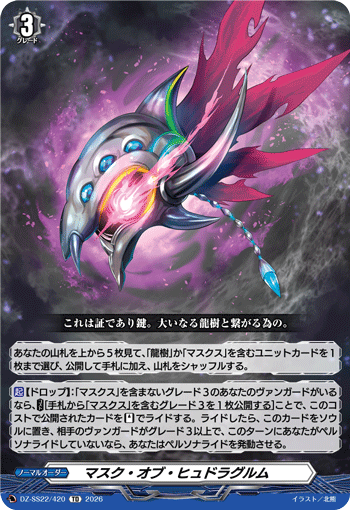 3
グレード
これは証であり鍵。大いなる龍樹と繋がる為の。
あなたの山札を上から５枚見て、「龍樹」か「マスクス」を含むユニットカードを１
枚まで選び、公開して手札に加え、山札をシャッフルする。
起【ドロップ】：「マスクス」を含まないグレード３のあなたのヴァンガードがいる
なら、[手札から「マスクス」を含むグレード３を１枚公開する]ことで、このコ
ストで公開されたカードを【●】でライドする。ライドしたら、このカードをソウ
ルに置き、相手のヴァンガードがグレード３以上で、このターンにあなたがペル
ソナライドしていないなら、あなたはペルソナライドを発動させる。
ノーマルオーダー
マスク・オブ・ヒュドラグルム
DZ-SS22/420 TD 2026
イラスト／北熊